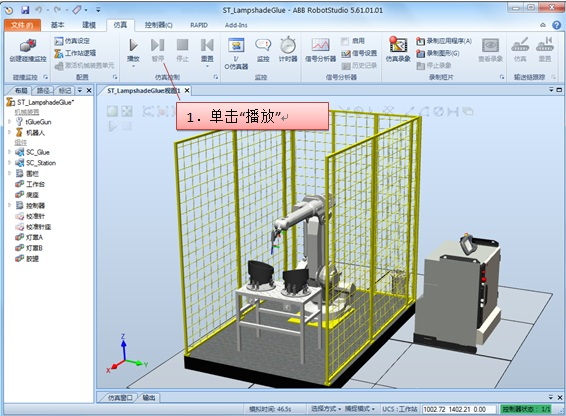 ST_LampshadeGlue - ABB RobotStudio 5.61.01.01
文件(F) 基本 建模 仿真 控制器(C) RAPID Add-Ins
创建碰撞监控
碰撞监控
仿真设定
工作站逻辑
激活机械装置单元
配置
播放 暂停 停止 重置
仿真控制
I/O仿真器 监控 计时器
监控
信号分析器
启用
信号设置
历史记录
信号分析器
仿真录象
录制应用程序(A)
录制图形(G)
停止录象(S)
查看录象
录制短片
仿真 录象
输送链跟踪
布局 路径.. 标记
ST_LampshadeGlue视图1
1. 单击“播放”
ST_LampshadeGlue*
机械装置
tGlueGun
机器人
组件
SC_Glue
SC_Station
围栏
工作台
底座
控制器
校准针
校准针座
灯罩A
灯罩B
胶提
Z
X
Y
仿真窗口 输出
模拟时间: 46.5s 选择方式 捕捉模式 UCS : 工作站 1002.72 1402.21 0.00 控制器状态: 1/1